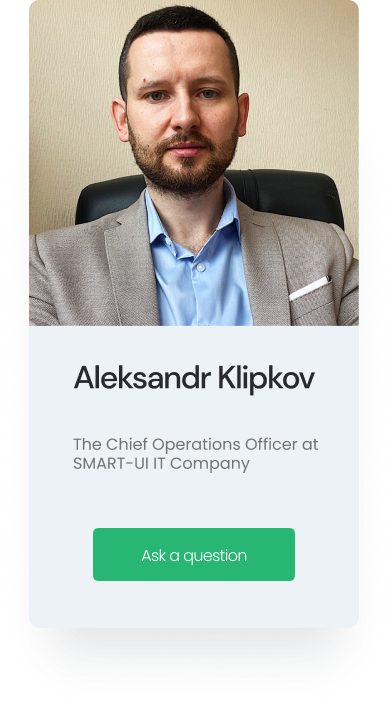 Aleksandr Klipkov
The Chief Operations Officer at
SMART-UI IT Company
Ask a question